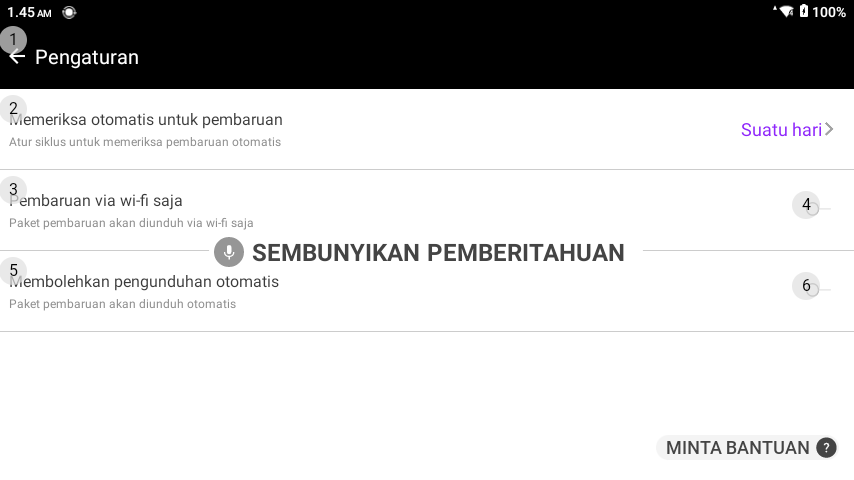 1.45 AM
100%
1
Pengaturan
2
Memeriksa otomatis untuk pembaruan
Atur siklus untuk memeriksa pembaruan otomatis
Suatu hari
3
Pembaruan via wi-fi saja
Paket pembaruan akan diunduh via wi-fi saja
4
SEMBUNYIKAN PEMBERITAHUAN
5
Membolehkan pengunduhan otomatis
Paket pembaruan akan diunduh otomatis
6
MINTA BANTUAN ?